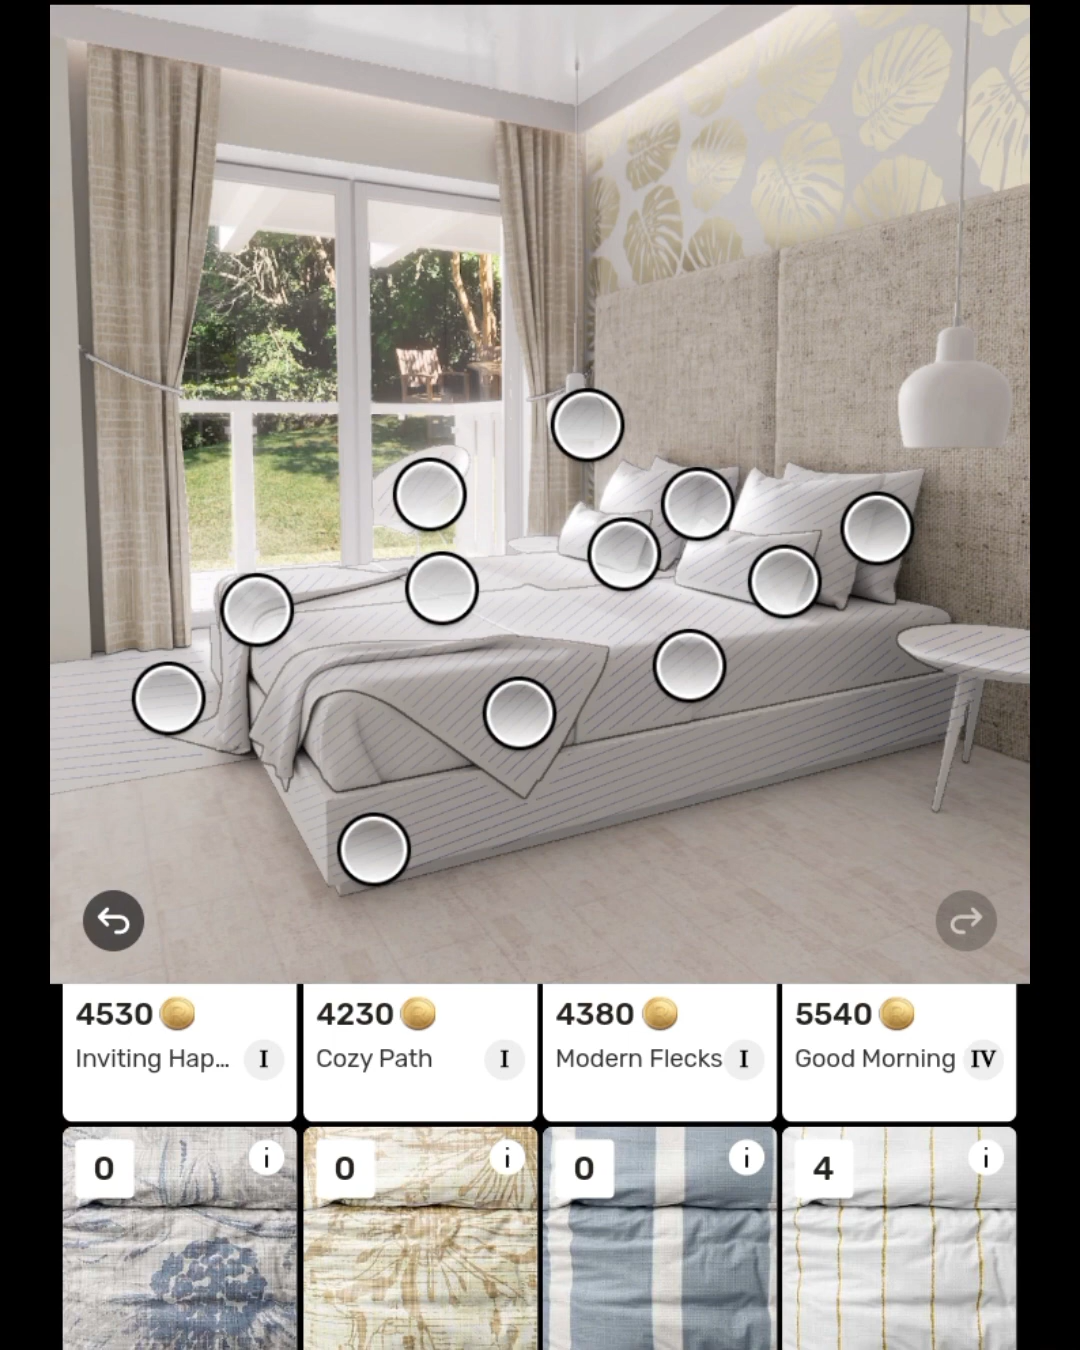 4530
4230
4380
5540
Inviting Hap... I
Cozy Path I
Modern Flecks I
Good Morning IV
0 i
0 i
0 i
4 i